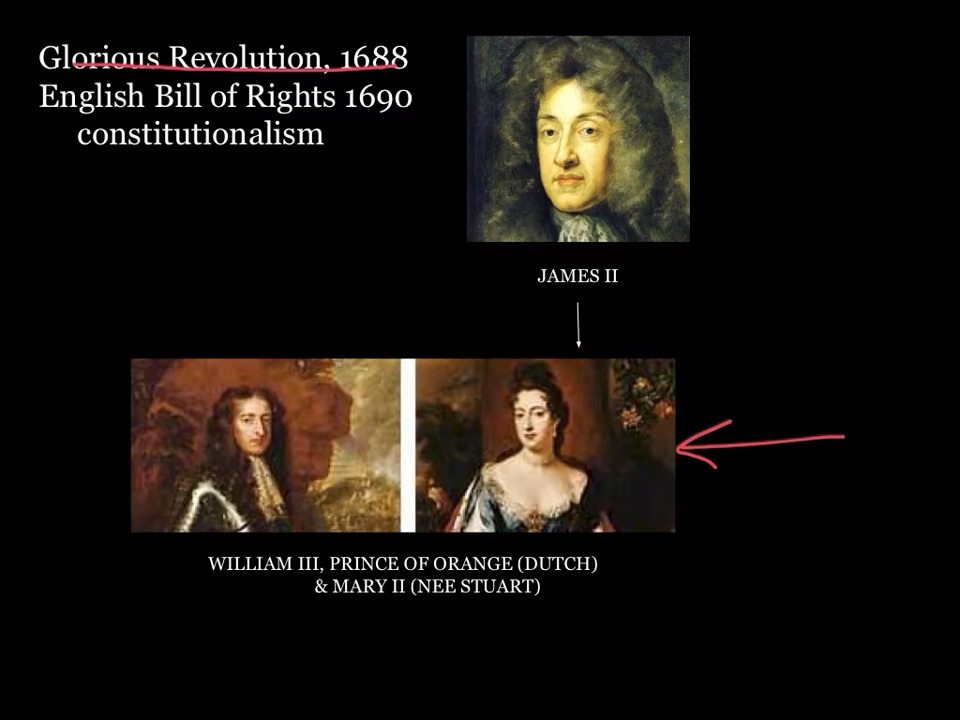 Glorious Revolution, 1688
English Bill of Rights 1690
constitutionalism
JAMES II
WILLIAM III, PRINCE OF ORANGE (DUTCH)
& MARY II (NEE STUART)